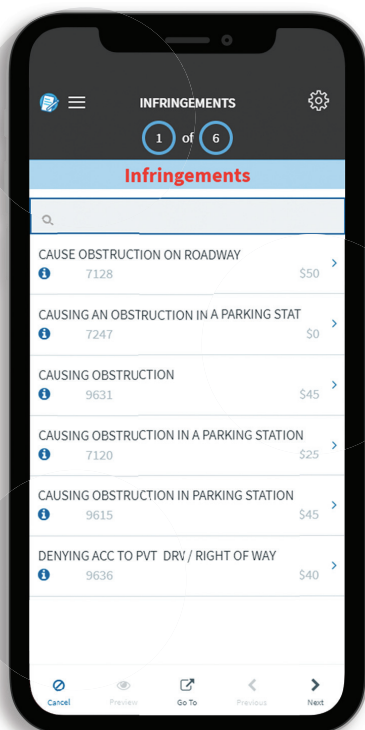 INFRINGEMENTS
1 of 6
Infringements
CAUSE OBSTRUCTION ON ROADWAY
7128 $50
CAUSING AN OBSTRUCTION IN A PARKING STAT
7247 $0
CAUSING OBSTRUCTION
9631 $45
CAUSING OBSTRUCTION IN A PARKING STATION
7120 $25
CAUSING OBSTRUCTION IN PARKING STATION
9615 $45
DENYING ACC TO PVT DRV / RIGHT OF WAY
9636 $40
Cancel Preview Go To Previous Next